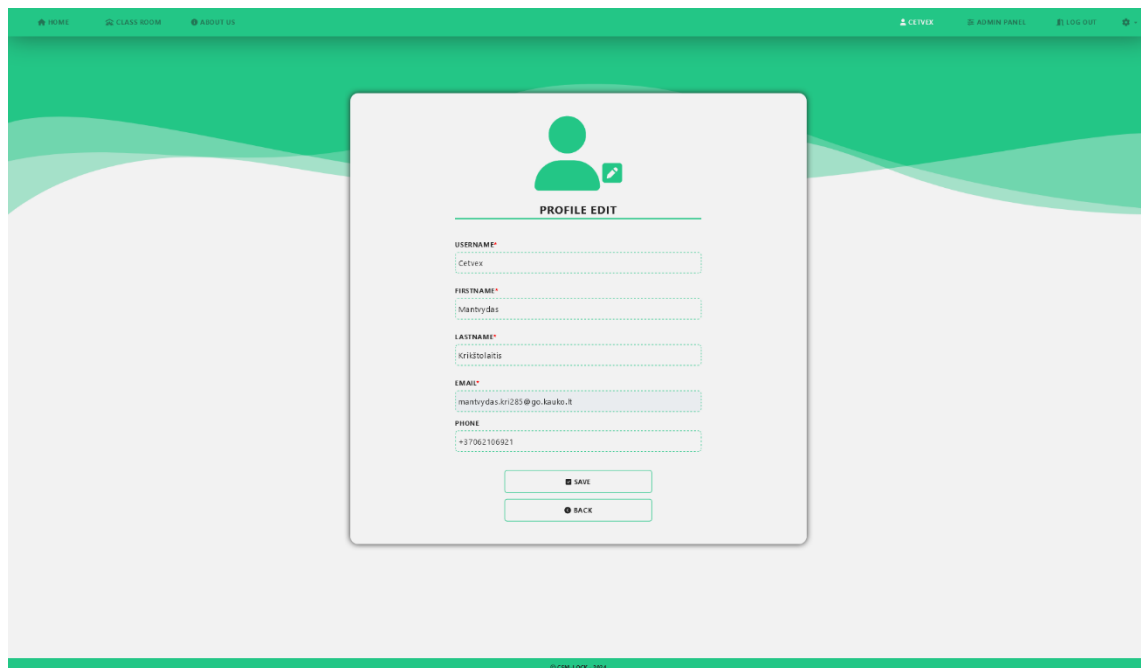 HOME
CLASS ROOM
ABOUT US
CETVEX
ADMIN PANEL
LOG OUT
PROFILE EDIT
USERNAME*
Cetvex
FIRSTNAME*
Mantvydas
LASTNAME*
Krikštolaitis
EMAIL*
mantvydas.kri285@go.kauko.lt
PHONE
+37062106921
SAVE
BACK